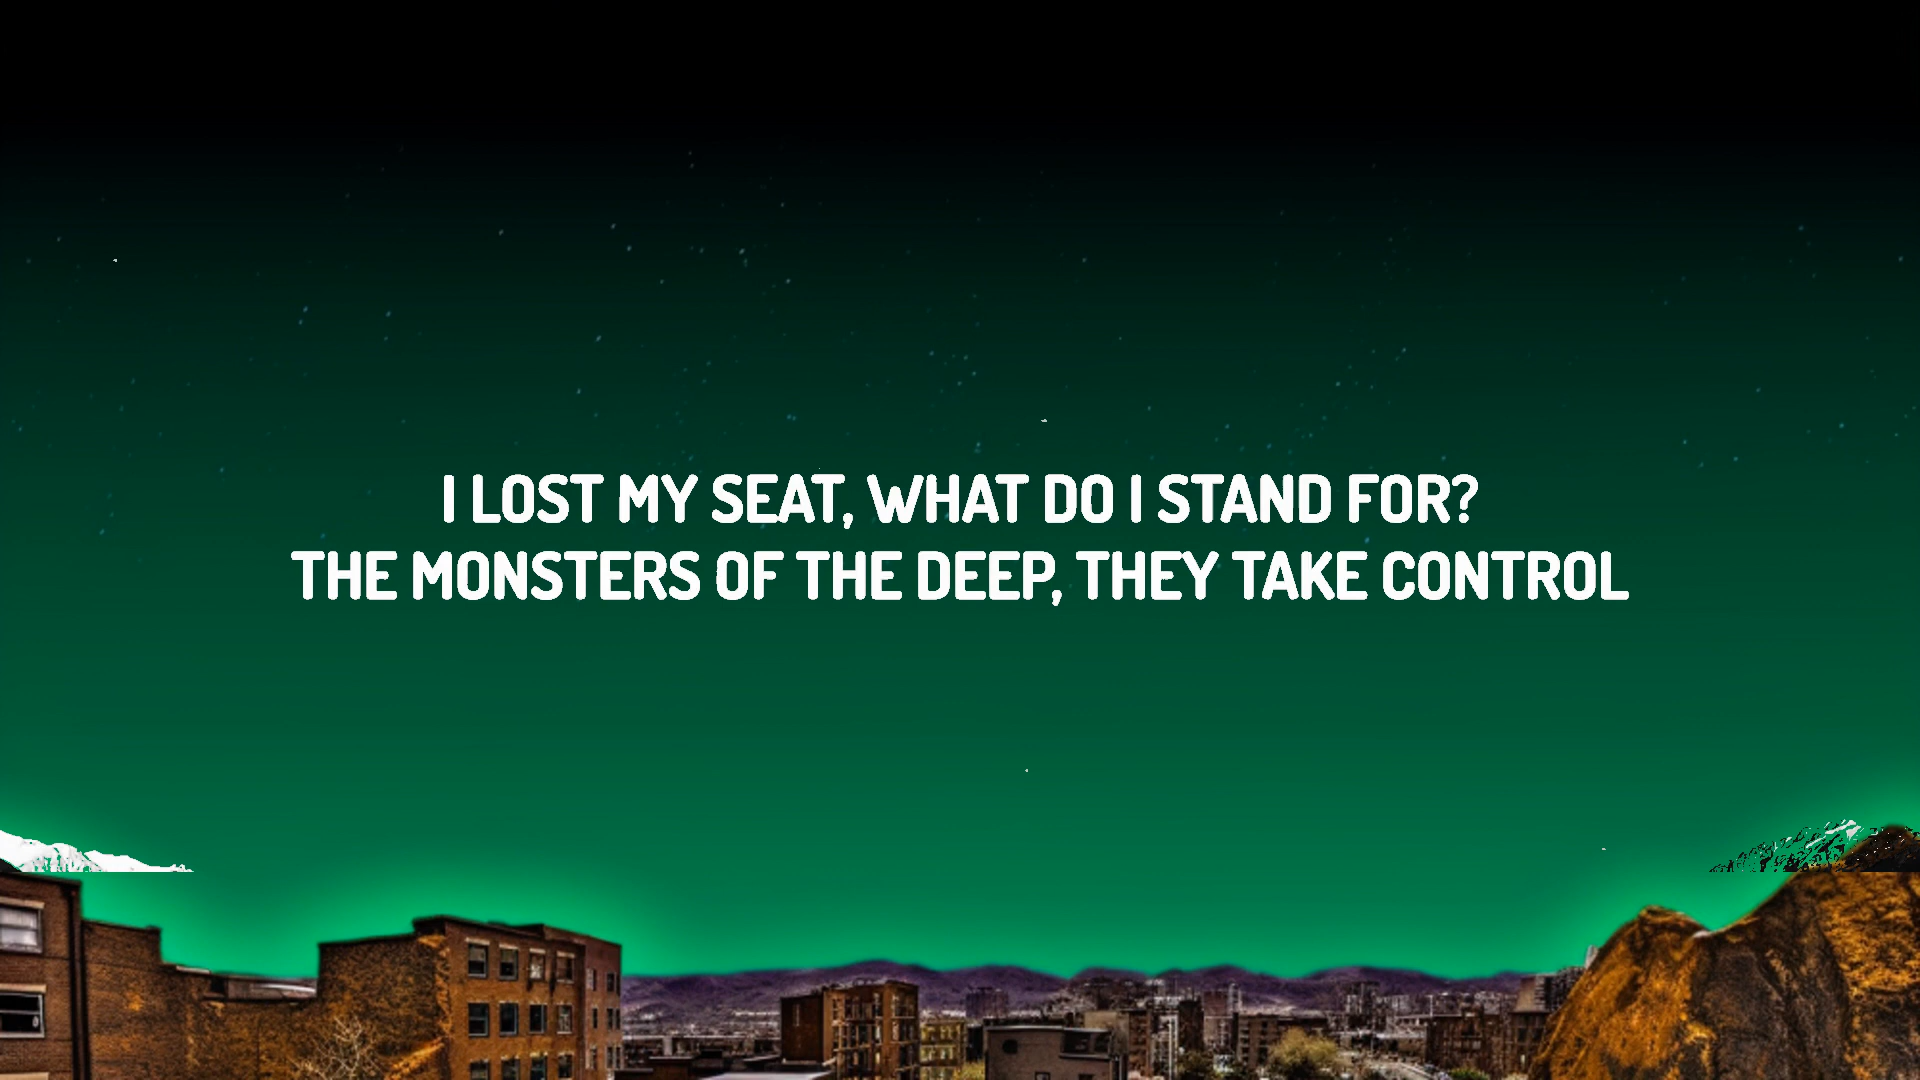 I LOST MY SEAT, WHAT DO I STAND FOR?
THE MONSTERS OF THE DEEP, THEY TAKE CONTROL